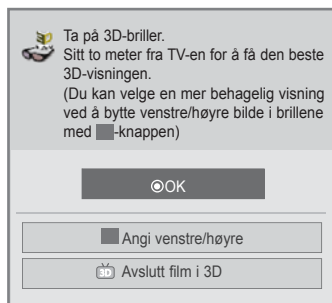 Ta på 3D-briller.
Sitt to meter fra TV-en for å få den beste
3D-visningen.
(Du kan velge en mer behagelig visning
ved å bytte venstre/høyre bilde i brillene
med -knappen)
OK
Angi venstre/høyre
3D Avslutt film i 3D